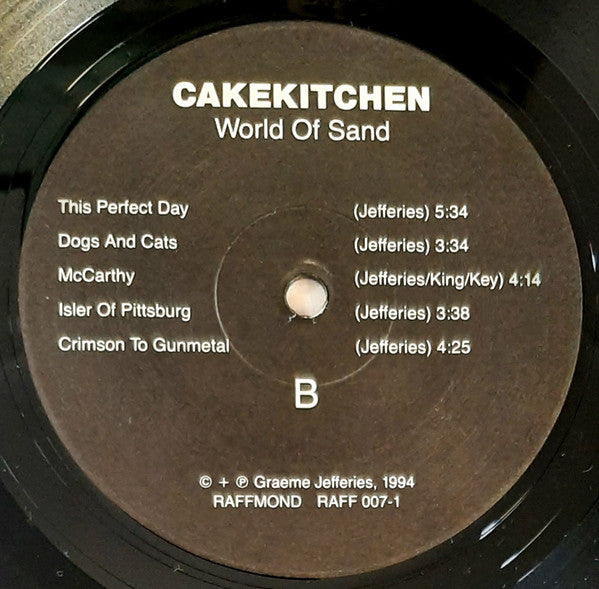 CAKEKITCHEN
World Of Sand
This Perfect Day (Jefferies) 5:34
Dogs And Cats (Jefferies) 3:34
McCarthy (Jefferies/King/Key) 4:14
Isler Of Pittsburg (Jefferies) 3:38
Crimson To Gunmetal (Jefferies) 4:25
B
© + ℗ Graeme Jefferies, 1994
RAFFMOND RAFF 007-1